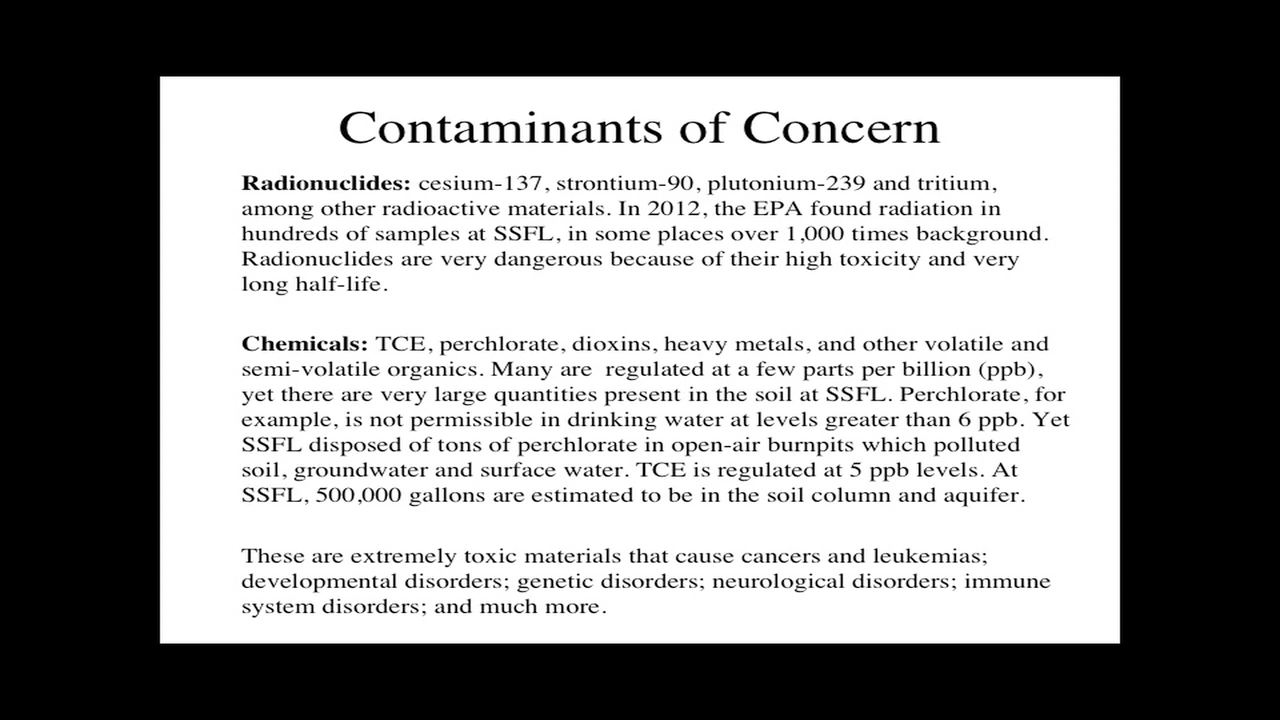 Contaminants of Concern
Radionuclides: cesium-137, strontium-90, plutonium-239 and tritium,
among other radioactive materials. In 2012, the EPA found radiation in
hundreds of samples at SSFL, in some places over 1,000 times background.
Radionuclides are very dangerous because of their high toxicity and very
long half-life.
Chemicals: TCE, perchlorate, dioxins, heavy metals, and other volatile and
semi-volatile organics. Many are  regulated at a few parts per billion (ppb),
yet there are very large quantities present in the soil at SSFL. Perchlorate, for
example, is not permissible in drinking water at levels greater than 6 ppb. Yet
SSFL disposed of tons of perchlorate in open-air burnpits which polluted
soil, groundwater and surface water. TCE is regulated at 5 ppb levels. At
SSFL, 500,000 gallons are estimated to be in the soil column and aquifer.
These are extremely toxic materials that cause cancers and leukemias;
developmental disorders; genetic disorders; neurological disorders; immune
system disorders; and much more.